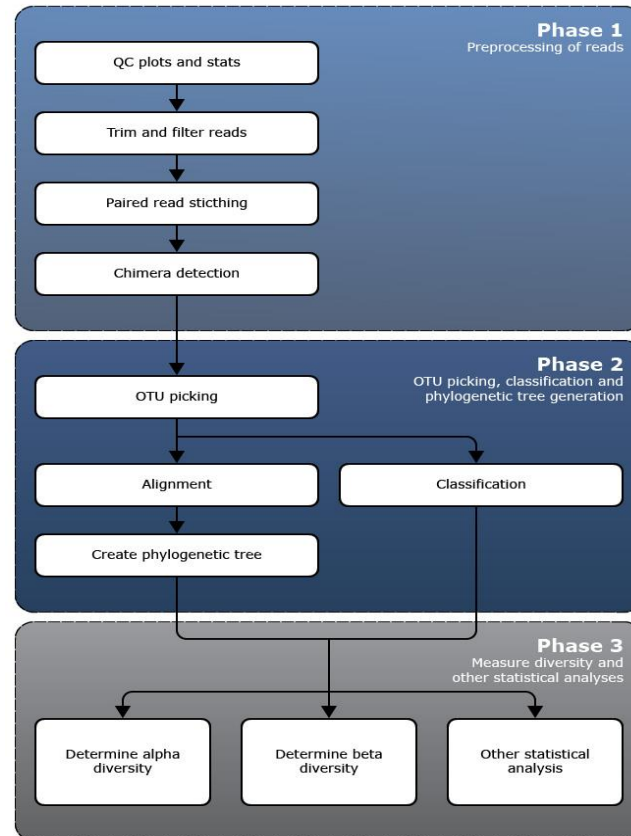 Phase 1
Preprocessing of reads
QC plots and stats
Trim and filter reads
Paired read sticthing
Chimera detection
Phase 2
OTU picking, classification and
phylogenetic tree generation
OTU picking
Alignment
Classification
Create phylogenetic tree
Phase 3
Measure diversity and
other statistical analyses
Determine alpha
diversity
Determine beta
diversity
Other statistical
analysis